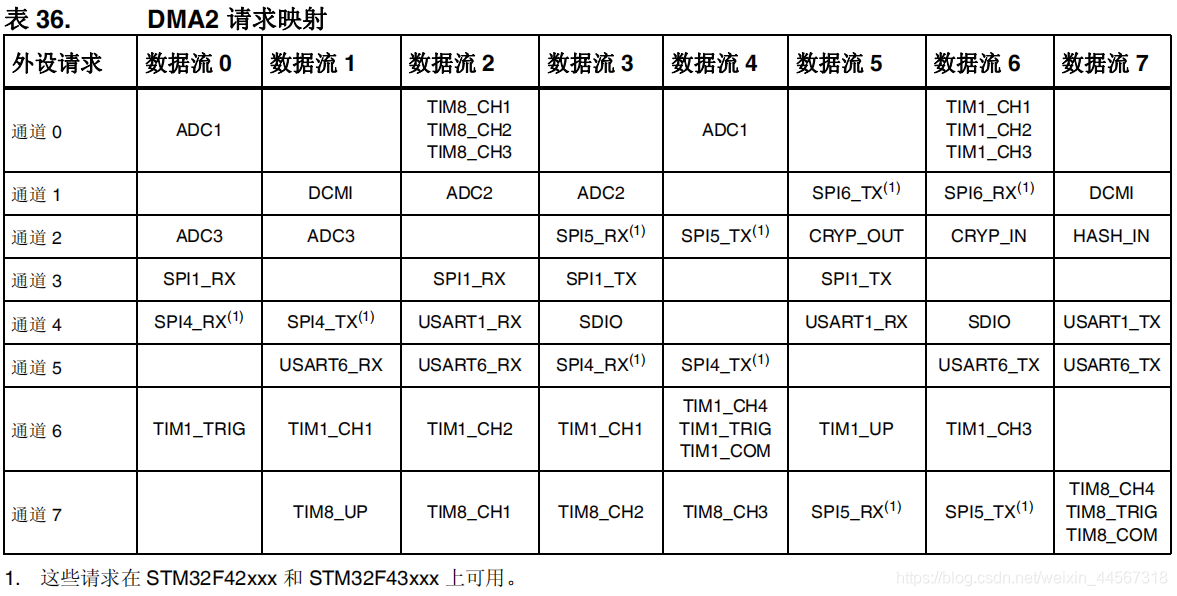 表 36. DMA2 请求映射
外设请求 数据流 0 数据流 1 数据流 2 数据流 3 数据流 4 数据流 5 数据流 6 数据流 7
TIM8_CH1 TIM1_CH1
通道 0 ADC1 TIM8_CH2 ADC1 TIM1_CH2
TIM8_CH3 TIM1_CH3
通道 1 DCMI ADC2 ADC2 SPI6_TX(1) SPI6_RX(1) DCMI
通道 2 ADC3 ADC3 SPI5_RX(1) SPI5_TX(1) CRYP_OUT CRYP_IN HASH_IN
通道 3 SPI1_RX SPI1_RX SPI1_TX SPI1_TX
通道 4 SPI4_RX(1) SPI4_TX(1) USART1_RX SDIO USART1_RX SDIO USART1_TX
通道 5 USART6_RX USART6_RX SPI4_RX(1) SPI4_TX(1) USART6_TX USART6_TX
TIM1_CH4
通道 6 TIM1_TRIG TIM1_CH1 TIM1_CH2 TIM1_CH1 TIM1_TRIG TIM1_UP TIM1_CH3
TIM1_COM
TIM8_CH4
通道 7 TIM8_UP TIM8_CH1 TIM8_CH2 TIM8_CH3 SPI5_RX(1) SPI5_TX(1) TIM8_TRIG
TIM8_COM
1. 这些请求在 STM32F42xxx 和 STM32F43xxx 上可用。
https://blog.csdn.net/weixin_44567318